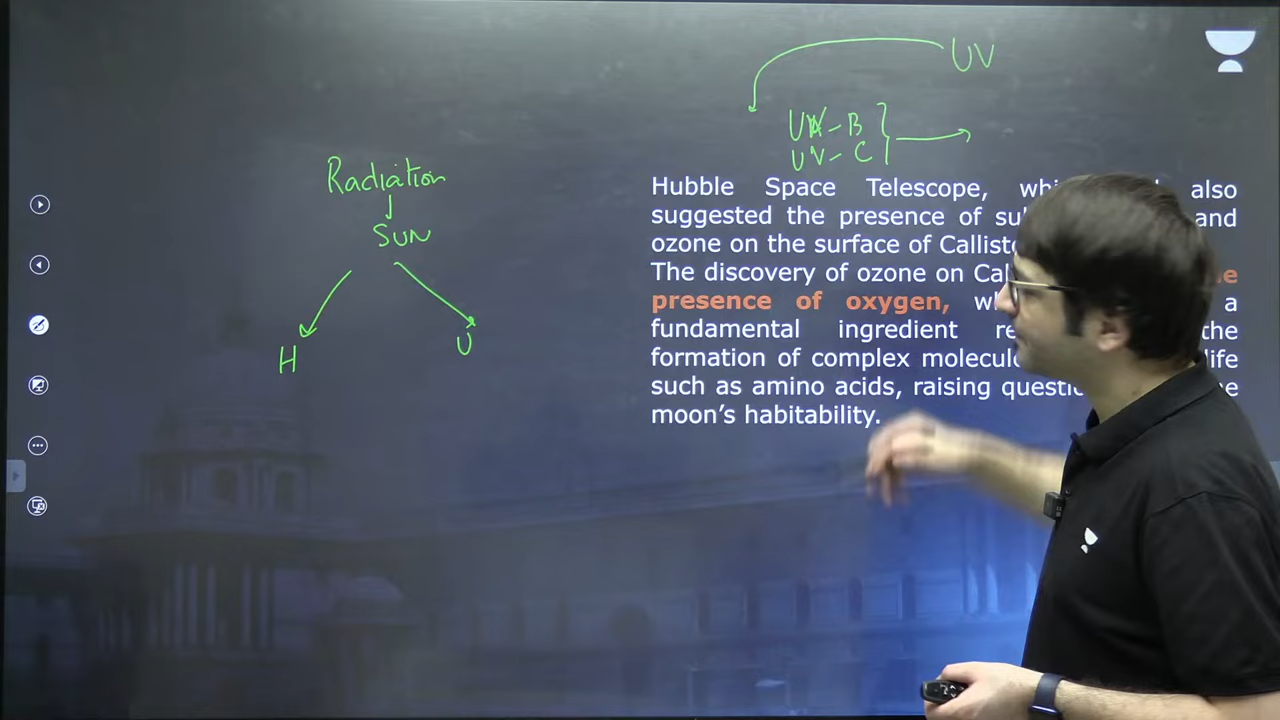 UV
UV-B
UV-C
Radiation
SUN
H
U
Hubble Space Telescope, also
suggested the presence of and
ozone on the surface of
The discovery of ozone on
presence of oxygen, a
fundamental ingredient the
formation of complex life
such as amino acids, raising
moon's habitability.